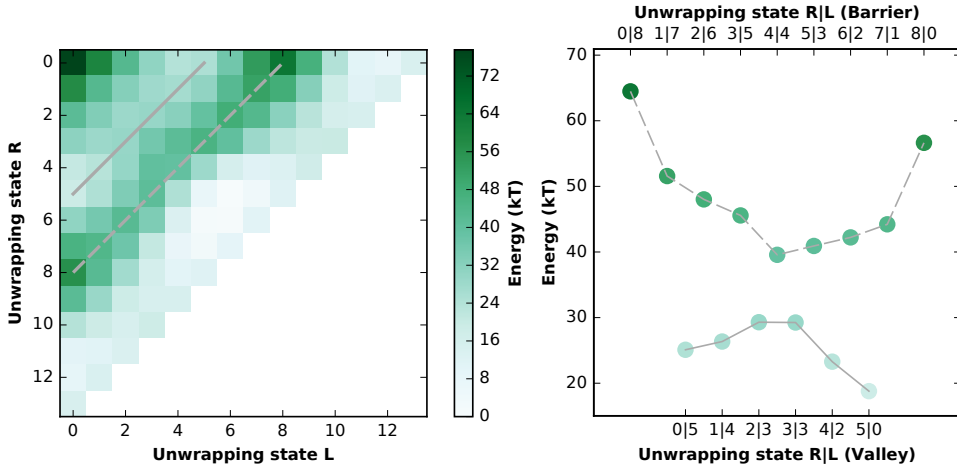 Unwrapping state R|L (Barrier)
0|8 1|7 2|6 3|5 4|4 5|3 6|2 7|1 8|0
0
2
4
6
8
10
12
Unwrapping state R
0 2 4 6 8 10 12
Unwrapping state L
72
64
56
48
40
32
24
16
8
0
Energy (kT)
70
60
50
40
30
20
Energy (kT)
0|5 1|4 2|3 3|3 4|2 5|0
Unwrapping state R|L (Valley)